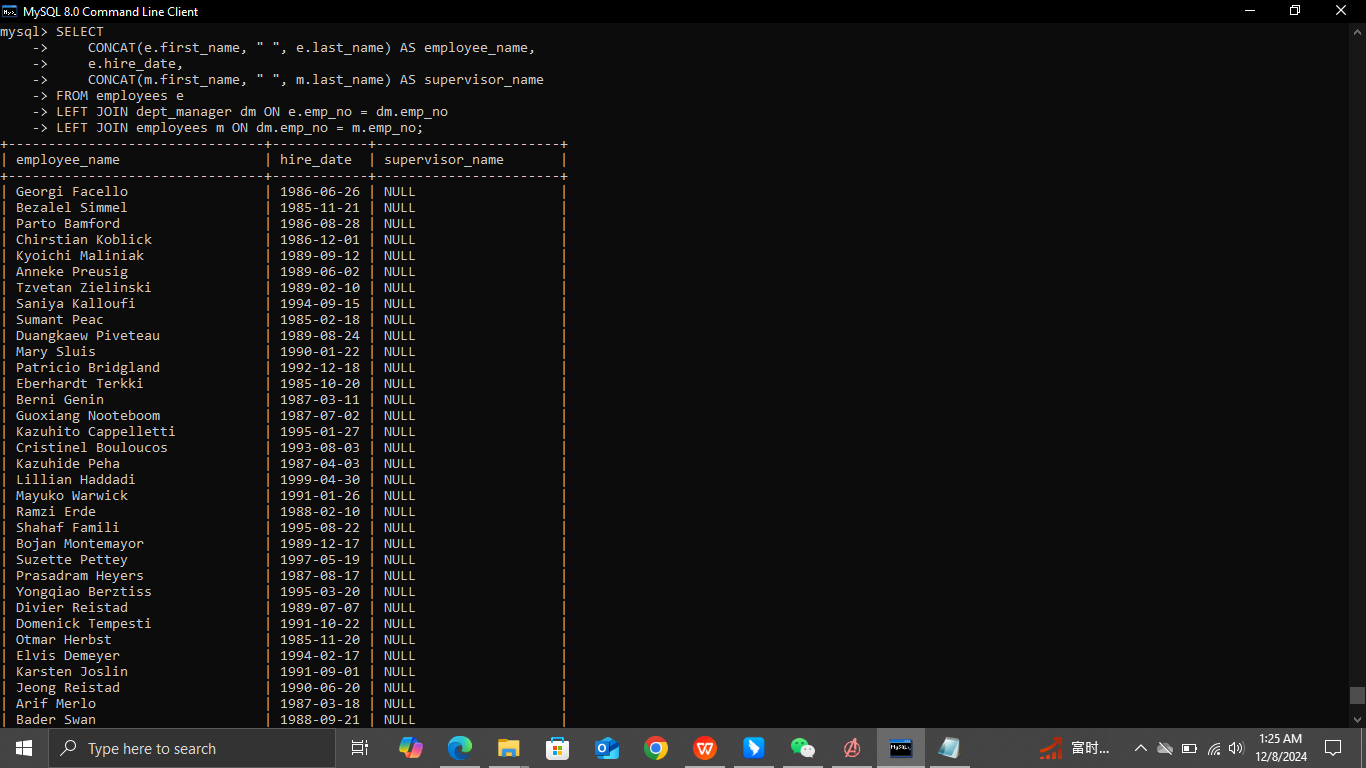 MySQL 8.0 Command Line Client
mysql> SELECT
-> CONCAT(e.first_name, " ", e.last_name) AS employee_name,
-> e.hire_date,
-> CONCAT(m.first_name, " ", m.last_name) AS supervisor_name
-> FROM employees e
-> LEFT JOIN dept_manager dm ON e.emp_no = dm.emp_no
-> LEFT JOIN employees m ON dm.emp_no = m.emp_no;
+--------------------------------+------------+-----------------------+
| employee_name | hire_date | supervisor_name |
+--------------------------------+------------+-----------------------+
| Georgi Facello | 1986-06-26 | NULL |
| Bezalel Simmel | 1985-11-21 | NULL |
| Parto Bamford | 1986-08-28 | NULL |
| Chirstian Koblick | 1986-12-01 | NULL |
| Kyoichi Maliniak | 1989-09-12 | NULL |
| Anneke Preusig | 1989-06-02 | NULL |
| Tzvetan Zielinski | 1989-02-10 | NULL |
| Saniya Kalloufi | 1994-09-15 | NULL |
| Sumant Peac | 1985-02-18 | NULL |
| Duangkaew Piveteau | 1989-08-24 | NULL |
| Mary Sluis | 1990-01-22 | NULL |
| Patricio Bridgland | 1992-12-18 | NULL |
| Eberhardt Terkki | 1985-10-20 | NULL |
| Berni Genin | 1987-03-11 | NULL |
| Guoxiang Nooteboom | 1987-07-02 | NULL |
| Kazuhito Cappelletti | 1995-01-27 | NULL |
| Cristinel Bouloucos | 1993-08-03 | NULL |
| Kazuhide Peha | 1987-04-03 | NULL |
| Lillian Haddadi | 1999-04-30 | NULL |
| Mayuko Warwick | 1991-01-26 | NULL |
| Ramzi Erde | 1988-02-10 | NULL |
| Shahaf Famili | 1995-08-22 | NULL |
| Bojan Montemayor | 1989-12-17 | NULL |
| Suzette Pettey | 1997-05-19 | NULL |
| Prasadram Heyers | 1987-08-17 | NULL |
| Yongqiao Berztiss | 1995-03-20 | NULL |
| Divier Reistad | 1989-07-07 | NULL |
| Domenick Tempesti | 1991-10-22 | NULL |
| Otmar Herbst | 1985-11-20 | NULL |
| Elvis Demeyer | 1994-02-17 | NULL |
| Karsten Joslin | 1991-09-01 | NULL |
| Jeong Reistad | 1990-06-20 | NULL |
| Arif Merlo | 1987-03-18 | NULL |
| Bader Swan | 1988-09-21 | NULL |
Type here to search
富时...
1:25 AM
12/8/2024